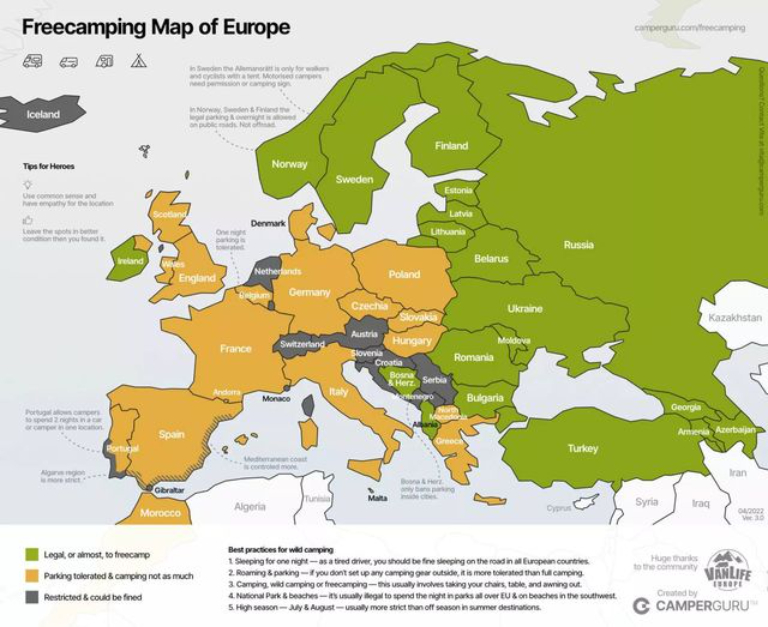 Freecamping Map of Europe
camperguru.com/freecamping
In Sweden the Allemansrätt is only for walkers
and cyclists with a tent. Motorised campers
need permission or camping sign.
In Norway, Sweden & Finland the
legal parking & overnight is allowed
on public roads. Not offroad.
Iceland
Tips for Heroes
Use common sense and
have empathy for the location
Leave the spots in better
condition then you found it.
Norway
Sweden
Finland
Estonia
Latvia
Lithuania
Belarus
Russia
Scotland
Denmark
One night
parking is
tolerated.
Ireland
Wales
England
Netherlands
Belgium
Germany
Poland
Czechia
Slovakia
Ukraine
Kazakhstan
France
Switzerland
Austria
Hungary
Moldova
Slovenia
Croatia
Romania
Bosna
& Herz.
Serbia
Andorra
Monaco
Italy
Montenegro
Bulgaria
Georgia
North
Macedonia
Albania
Armenia
Azerbaijan
Portugal allows campers
to spend 2 nights in a car
or camper in one location.
Spain
Portugal
Greece
Turkey
Mediterranean coast
is controled more.
Algarve region
is more strict.
Gibraltar
Malta
Bosna & Herz.
only bans parking
inside cities.
Iran
Morocco
Algeria
Tunisia
Cyprus
Syria
Iraq
04/2022
Ver. 3.0
Legal, or almost, to freecamp
Parking tolerated & camping not as much
Restricted & could be fined
Best practices for wild camping
1. Sleeping for one night — as a tired driver, you should be fine sleeping on the road in all European countries.
2. Roaming & parking — if you don't set up any camping gear outside, it is more tolerated than full camping.
3. Camping, wild camping or freecamping — this usually involves taking your chairs, table, and awning out.
4. National Park & beaches — it's usually illegal to spend the night in parks all over EU & on beaches in the southwest.
5. High season — July & August — usually more strict than off season in summer destinations.
Huge thanks
to the community
VANLIFE
EUROPE
Created by
CAMPERGURU